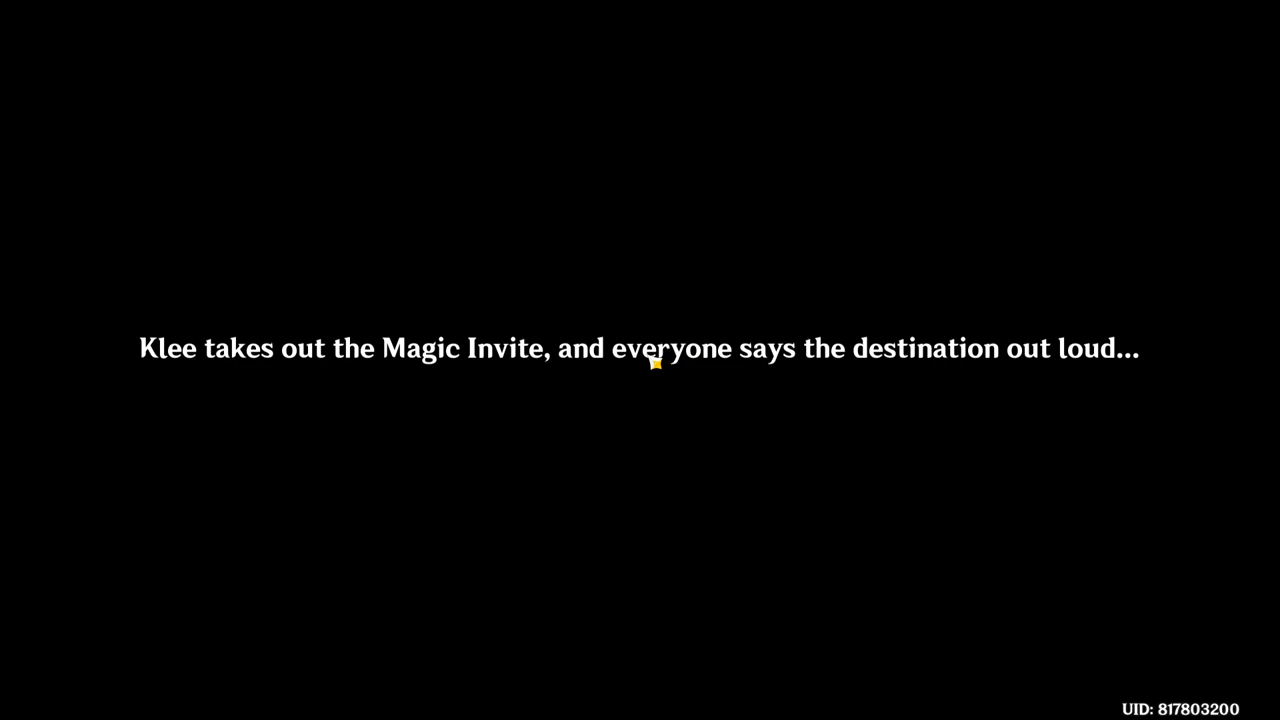 Klee takes out the Magic Invite, and everyone says the destination out loud...
UID: 817803200